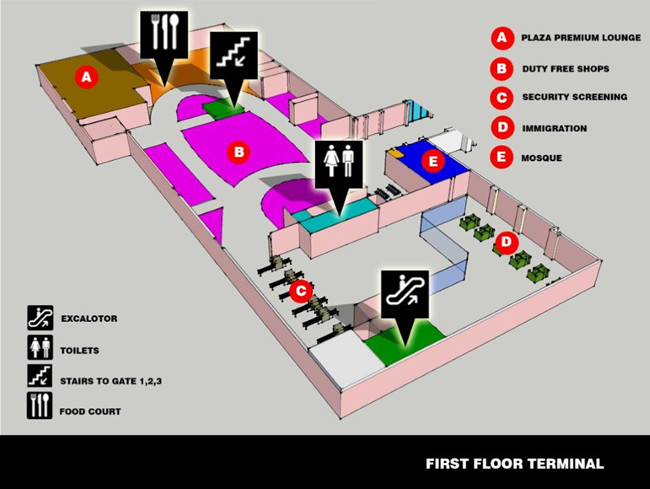 A PLAZA PREMIUM LOUNGE
B DUTY FREE SHOPS
C SECURITY SCREENING
D IMMIGRATION
E MOSQUE
A
B
E
D
C
EXCALOTOR
TOILETS
STAIRS TO GATE 1,2,3
FOOD COURT
FIRST FLOOR TERMINAL